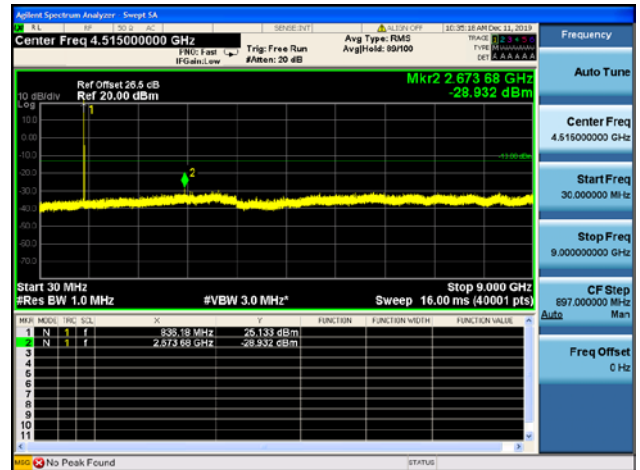 Agilent Spectrum Analyzer - Swept SA
RL RF 50 Ω AC SENSE:INT ALIGN OFF 10:35:18 AM Dec 11, 2019
Center Freq 4.515000000 GHz
PNO: Fast
IFGain:Low
Trig: Free Run
#Atten: 20 dB
Avg Type: RMS
Avg|Hold: 89/100
TRACE 1 2 3 4 5 6
TYPE
DET A A A A A A
Frequency
Auto Tune
Center Freq
4.515000000 GHz
Start Freq
30.000000 MHz
Stop Freq
9.000000000 GHz
CF Step
897.000000 MHz
Auto Man
Freq Offset
0 Hz
Mkr2 2.673 68 GHz
-28.932 dBm
Ref Offset 26.5 dB
Ref 20.00 dBm
10 dB/div
Log
1
10.0
0.00
-10.0
-13.00 dBm
-20.0
2
-30.0
-40.0
-50.0
-60.0
-70.0
Start 30 MHz
#Res BW 1.0 MHz
#VBW 3.0 MHz*
Stop 9.000 GHz
Sweep 16.00 ms (40001 pts)
MKR MODE TRC SCL X Y FUNCTION FUNCTION WIDTH FUNCTION VALUE
1 N 1 f 835.18 MHz 25.133 dBm
2 N 1 f 2.673 68 GHz -28.932 dBm
3
4
5
6
7
8
9
10
11
MSG No Peak Found
STATUS